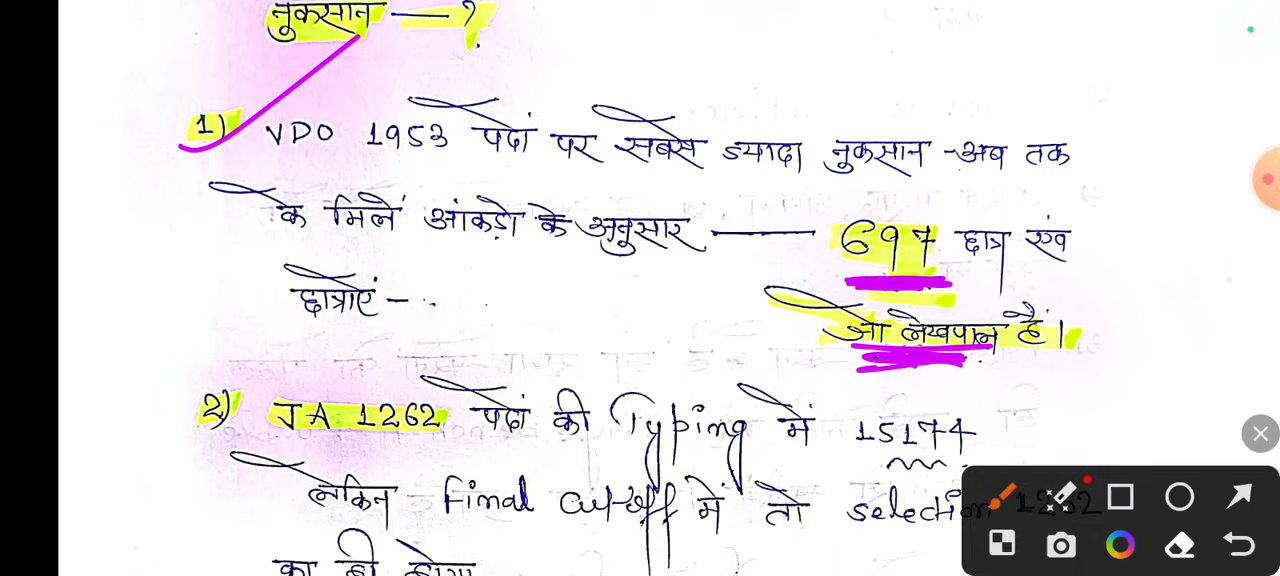 नुकसान — ?
1) VDO 1953 पदों पर सबसे ज्यादा नुकसान - अब तक
के मिलें आंकड़ो के अनुसार — 697 छात्र एंव
छात्राएं - ..
जो लेखपाल हैं।
2) JA 1262 पदों की Typing में 15174
लेकिन final cut-off में तो selection 1262
का ही होगा